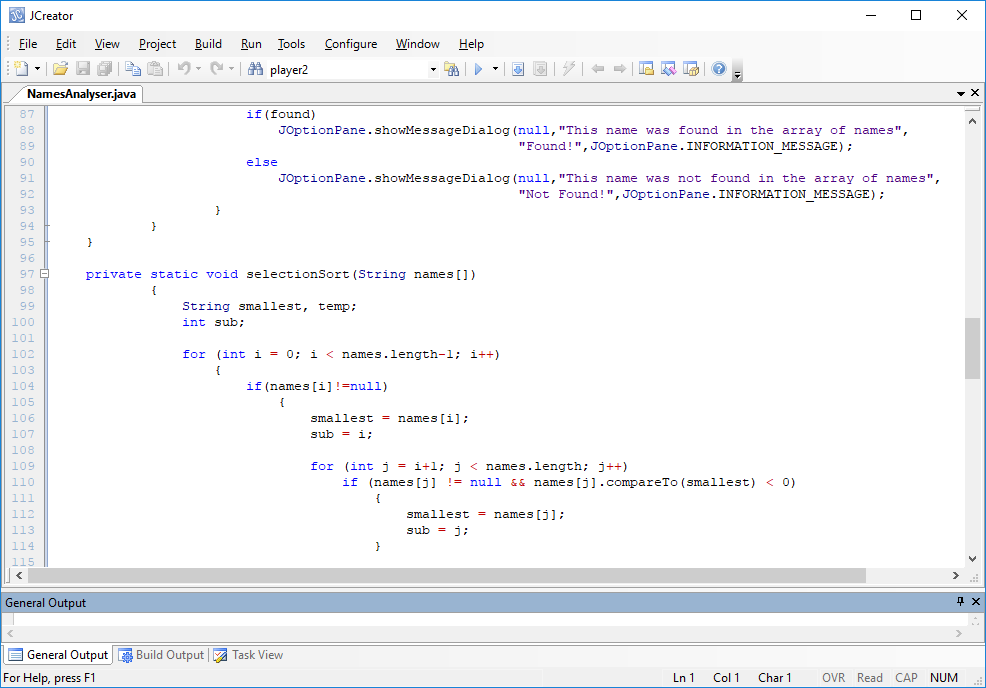 JCreator
File Edit View Project Build Run Tools Configure Window Help
player2
NamesAnalyser.java
87 if(found)
88 JOptionPane.showMessageDialog(null,"This name was found in the array of names",
89 "Found!",JOptionPane.INFORMATION_MESSAGE);
90 else
91 JOptionPane.showMessageDialog(null,"This name was not found in the array of names",
92 "Not Found!",JOptionPane.INFORMATION_MESSAGE);
93 }
94 }
95 }
96
97 private static void selectionSort(String names[])
98 {
99 String smallest, temp;
100 int sub;
101
102 for (int i = 0; i < names.length-1; i++)
103 {
104 if(names[i]!=null)
105 {
106 smallest = names[i];
107 sub = i;
108
109 for (int j = i+1; j < names.length; j++)
110 if (names[j] != null && names[j].compareTo(smallest) < 0)
111 {
112 smallest = names[j];
113 sub = j;
114 }
115
General Output
General Output Build Output Task View
For Help, press F1 Ln 1 Col 1 Char 1 OVR Read CAP NUM